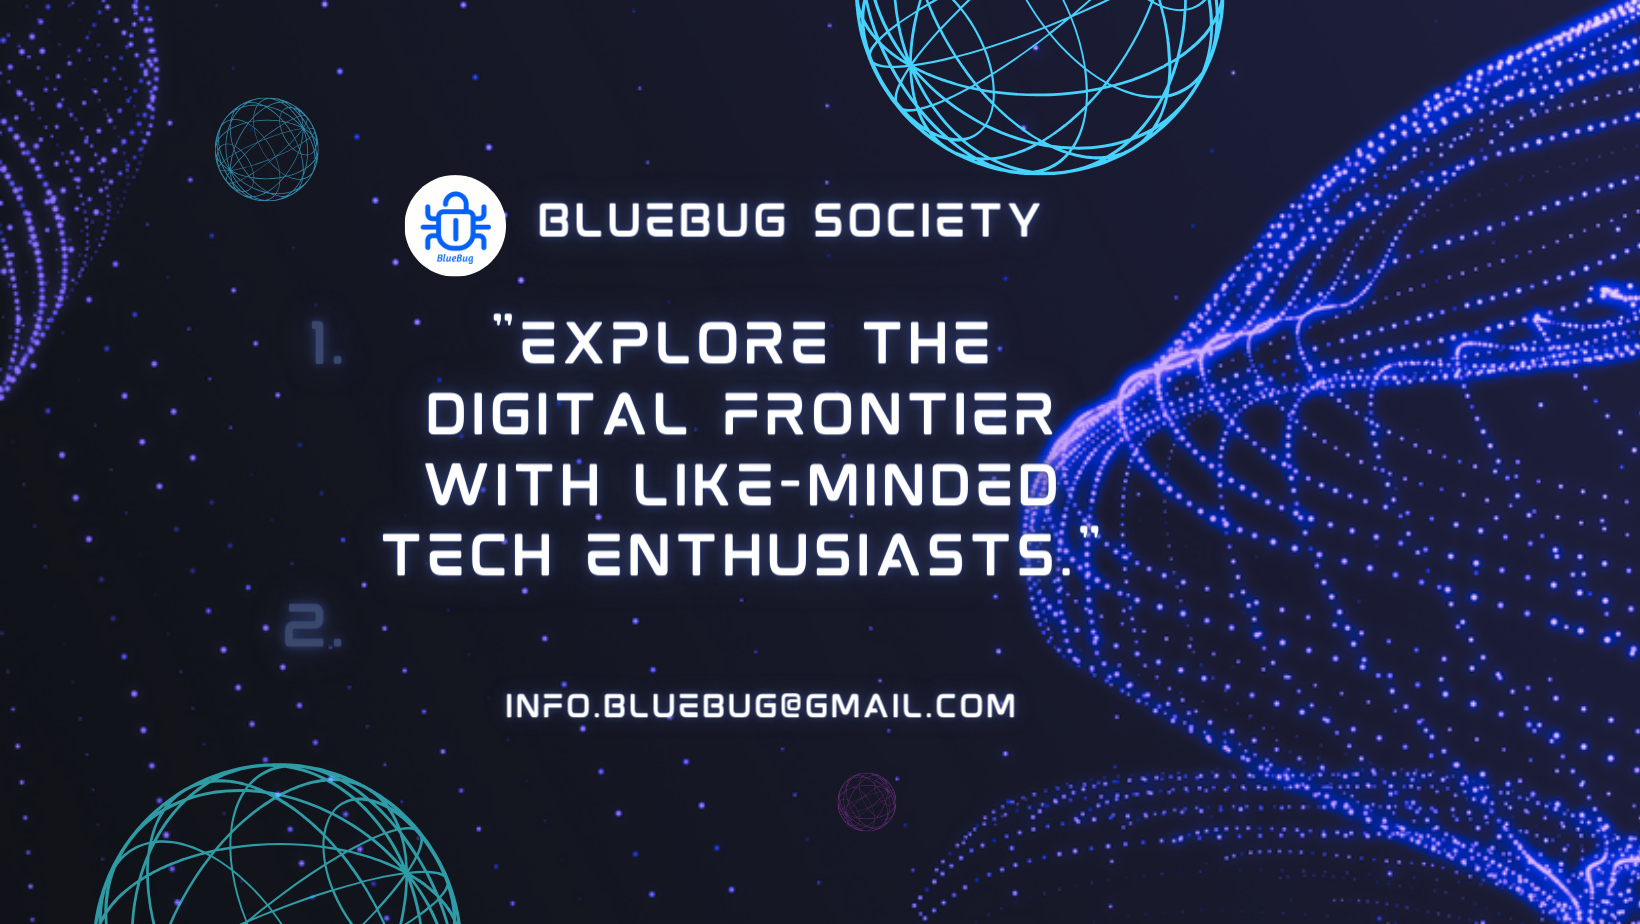 BLUEBUG SOCIETY
BlueBug
1.
"EXPLORE THE
DIGITAL FRONTIER
WITH LIKE-MINDED
TECH ENTHUSIASTS."
2.
INFO.BLUEBUG@GMAIL.COM